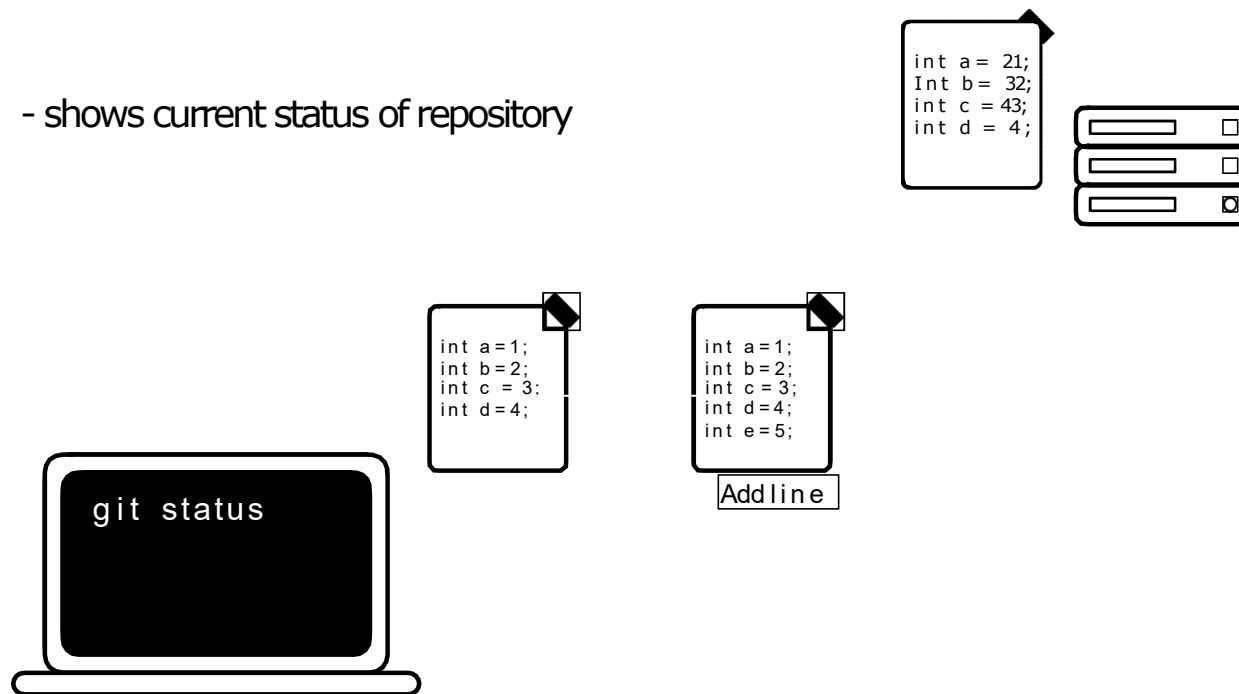 - shows current status of repository
int a= 21;
Int b= 32;
int c =43;
int d = 4;
int a=1;
int b=2;
int c = 3;
int d=4;
int a=1;
int b=2;
int c=3;
int d=4;
int e=5;
Addline
git status